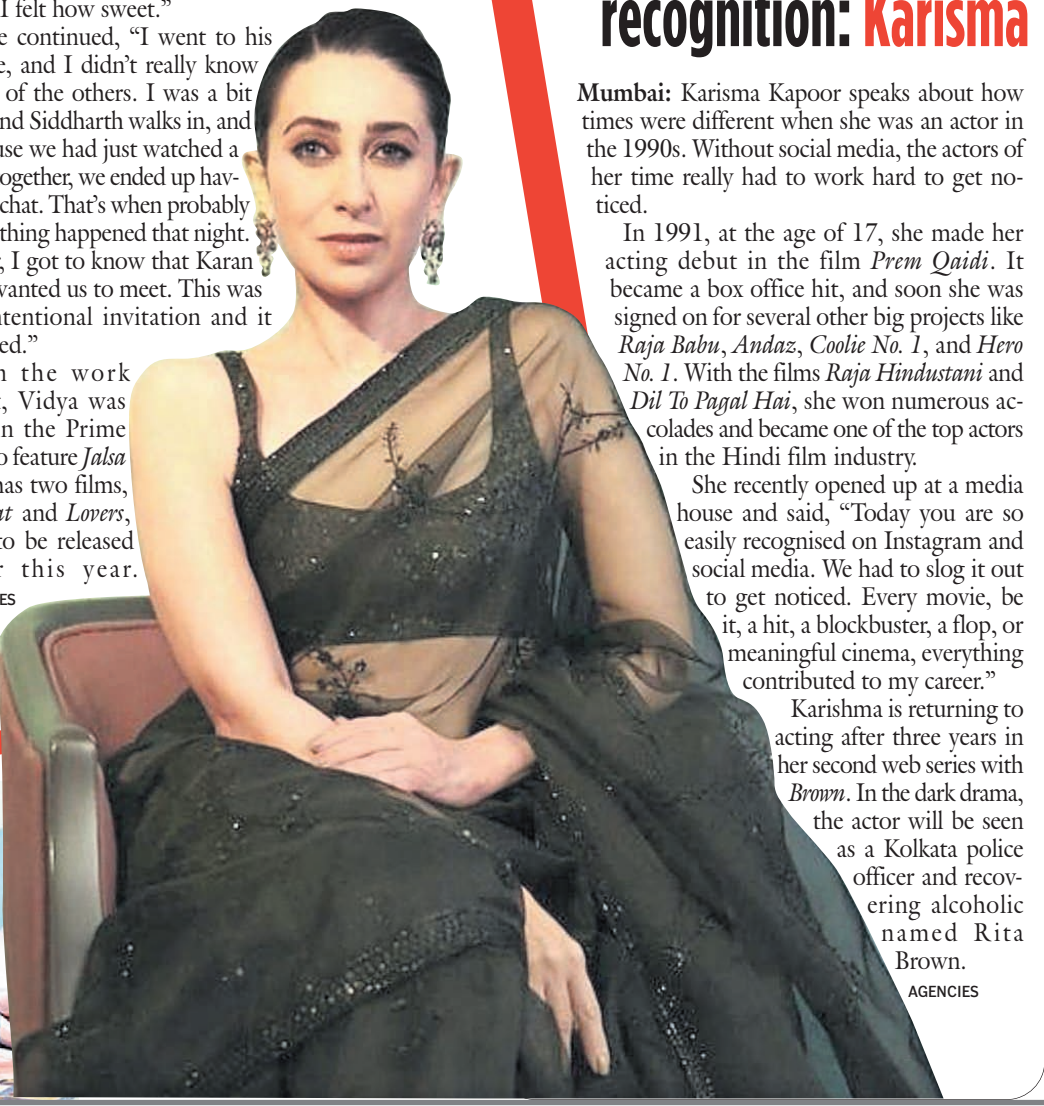 I felt how sweet.”
e continued, “I went to his
e, and I didn’t really know
of the others. I was a bit
nd Siddharth walks in, and
use we had just watched a
ogether, we ended up hav-
chat. That’s when probably
thing happened that night.
, I got to know that Karan
wanted us to meet. This was
ntentional invitation and it
ed.”
n the work
, Vidya was
n the Prime
o feature Jalsa
has two films,
at and Lovers,
to be released
r this year.
ES
recognition: Karisma
Mumbai: Karisma Kapoor speaks about how
times were different when she was an actor in
the 1990s. Without social media, the actors of
her time really had to work hard to get no-
ticed.
In 1991, at the age of 17, she made her
acting debut in the film Prem Qaidi. It
became a box office hit, and soon she was
signed on for several other big projects like
Raja Babu, Andaz, Coolie No. 1, and Hero
No. 1. With the films Raja Hindustani and
Dil To Pagal Hai, she won numerous ac-
colades and became one of the top actors
in the Hindi film industry.
She recently opened up at a media
house and said, “Today you are so
easily recognised on Instagram and
social media. We had to slog it out
to get noticed. Every movie, be
it, a hit, a blockbuster, a flop, or
meaningful cinema, everything
contributed to my career.”
Karishma is returning to
acting after three years in
her second web series with
Brown. In the dark drama,
the actor will be seen
as a Kolkata police
officer and recov-
ering alcoholic
named Rita
Brown.
AGENCIES